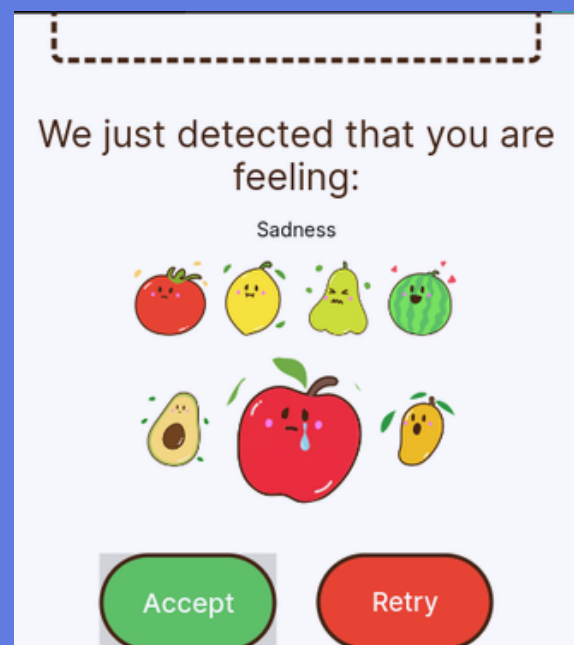 We just detected that you are
feeling:
Sadness
Accept
Retry